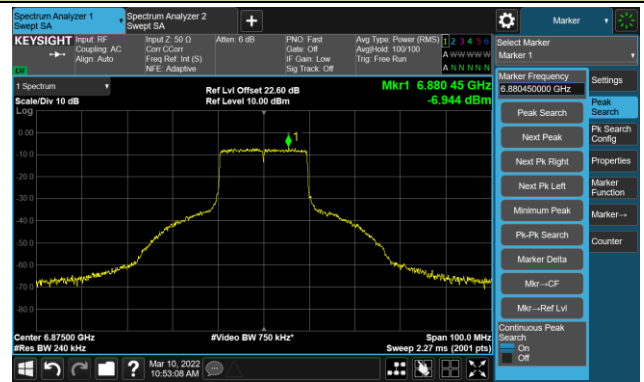 Spectrum Analyzer 1
Swept SA
Spectrum Analyzer 2
Swept SA
+
Marker
KEYSIGHT
Input: RF
Coupling: AC
Align: Auto
Input Z: 50 Ω
Corr CCorr
Freq Ref: Int (S)
NFE: Adaptive
Atten: 6 dB
PNO: Fast
Gate: Off
IF Gain: Low
Sig Track: Off
Avg Type: Power (RMS)
Avg|Hold: 100/100
Trig: Free Run
1 2 3 4 5 6
A W W W W W
A N N N N N
Select Marker
Marker 1
1 Spectrum
Scale/Div 10 dB
Log
Ref Lvl Offset 22.60 dB
Ref Level 10.00 dBm
Mkr1 6.880 45 GHz
-6.944 dBm
1
0.00
-10.0
-20.0
-30.0
-40.0
-50.0
-60.0
-70.0
-80.0
Center 6.87500 GHz
#Res BW 240 kHz
#Video BW 750 kHz*
Span 100.0 MHz
Sweep 2.27 ms (2001 pts)
Marker Frequency
6.880450000 GHz
Peak Search
Next Peak
Next Pk Right
Next Pk Left
Minimum Peak
Pk-Pk Search
Marker Delta
Mkr→CF
Mkr→Ref Lvl
Continuous Peak
Search
On
Off
Settings
Peak
Search
Pk Search
Config
Properties
Marker
Function
Marker→
Counter
?
Mar 10, 2022
10:53:08 AM